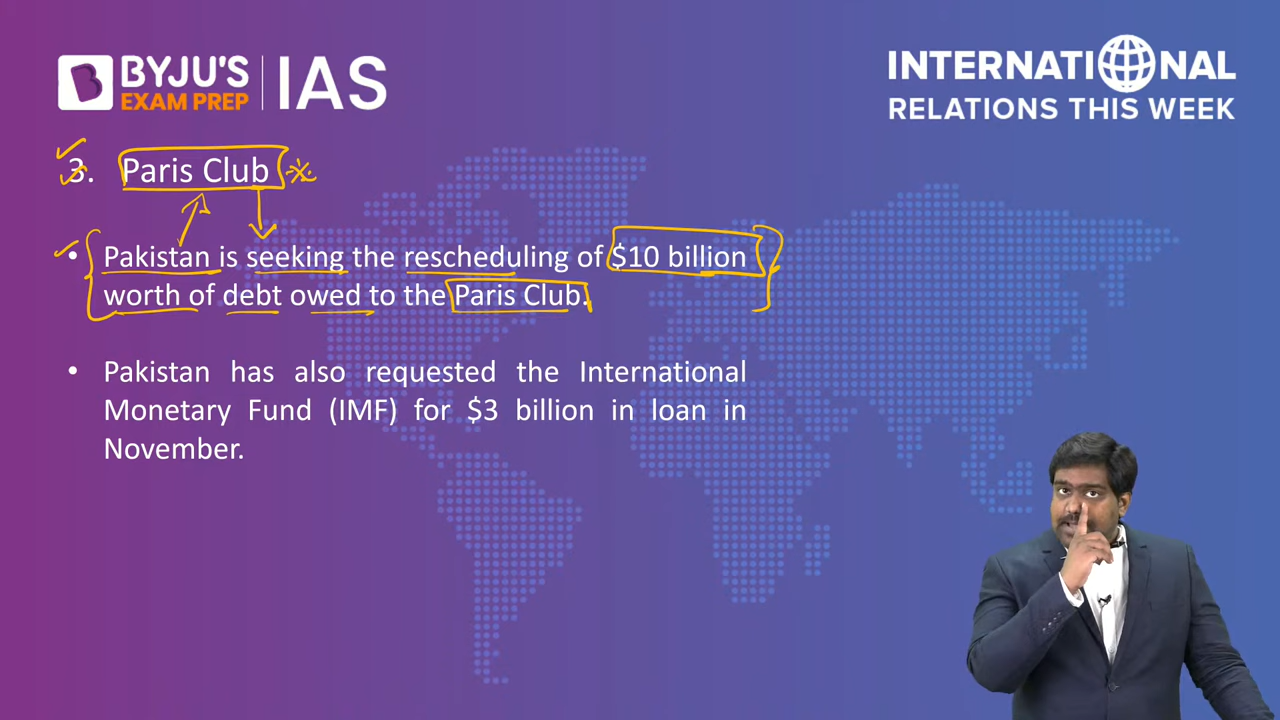 BYJU'S
EXAM PREP
IAS
INTERNATIONAL
RELATIONS THIS WEEK
3. Paris Club
• Pakistan is seeking the rescheduling of $10 billion
worth of debt owed to the Paris Club.
• Pakistan has also requested the International
Monetary Fund (IMF) for $3 billion in loan in
November.